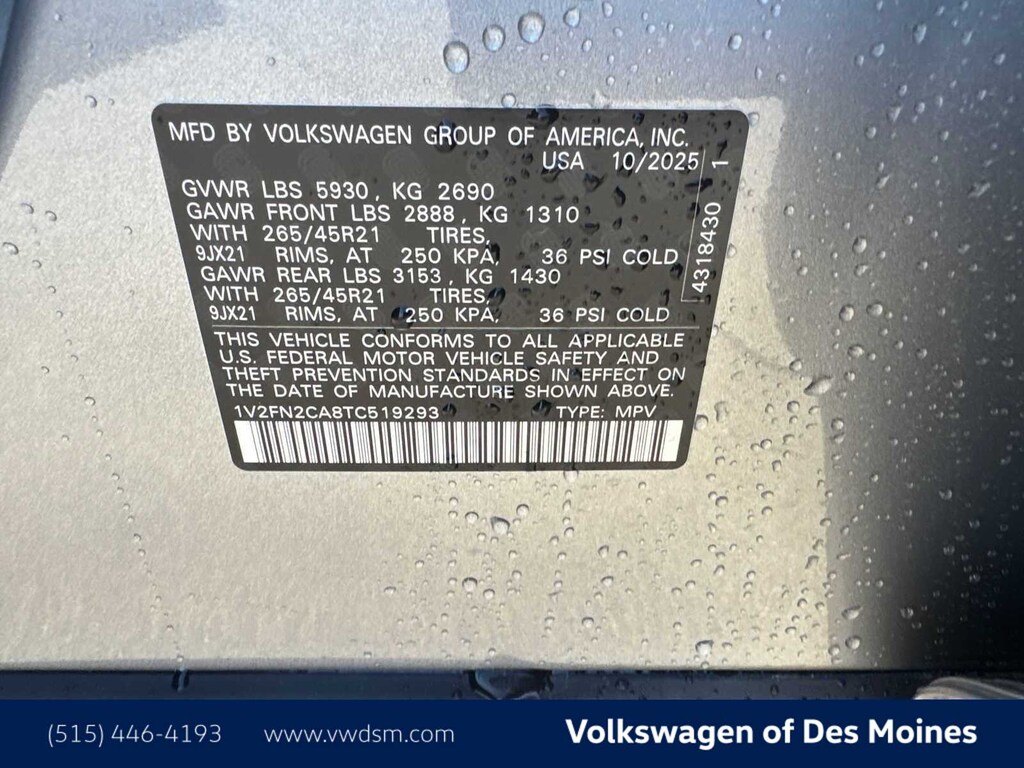 MFD BY VOLKSWAGEN GROUP OF AMERICA, INC.
USA 10/2025
GVWR LBS 5930, KG 2690
GAWR FRONT LBS 2888, KG 1310
WITH 265/45R21 TIRES,
9JX21 RIMS, AT 250 KPA, 36 PSI COLD
GAWR REAR LBS 3153, KG 1430
WITH 265/45R21 TIRES,
9JX21 RIMS, AT 250 KPA, 36 PSI COLD
4318430 1
THIS VEHICLE CONFORMS TO ALL APPLICABLE
U.S. FEDERAL MOTOR VEHICLE SAFETY AND
THEFT PREVENTION STANDARDS IN EFFECT ON
THE DATE OF MANUFACTURE SHOWN ABOVE.
1V2FN2CA8TC519293 TYPE: MPV
(515) 446-4193 www.vwdsm.com Volkswagen of Des Moines